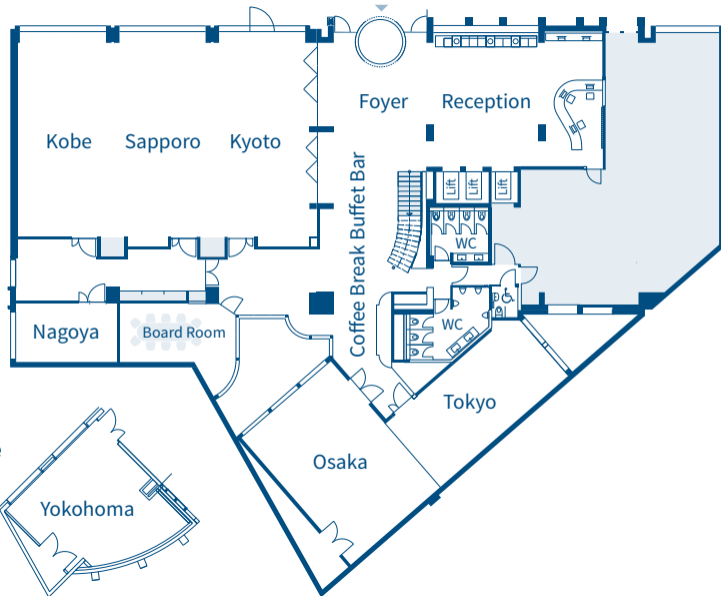 Foyer
Reception
Kobe
Sapporo
Kyoto
Coffee Break Buffet Bar
Lift
Lift
Lift
WC
WC
Nagoya
Board Room
Tokyo
Osaka
Yokohoma